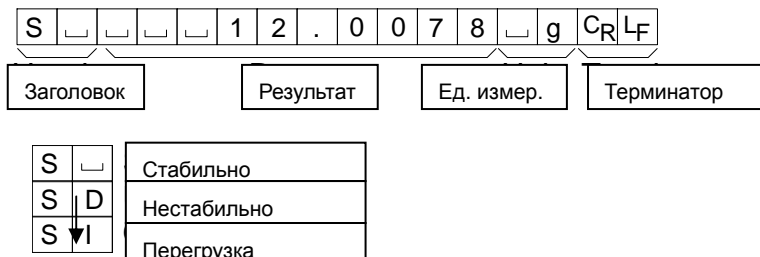 S ␣ ␣ ␣ ␣ 1 2 . 0 0 7 8 ␣ g CR LF
Заголовок Результат Ед. измер. Терминатор
S ␣ Стабильно
S D Нестабильно
S I Перегрузка